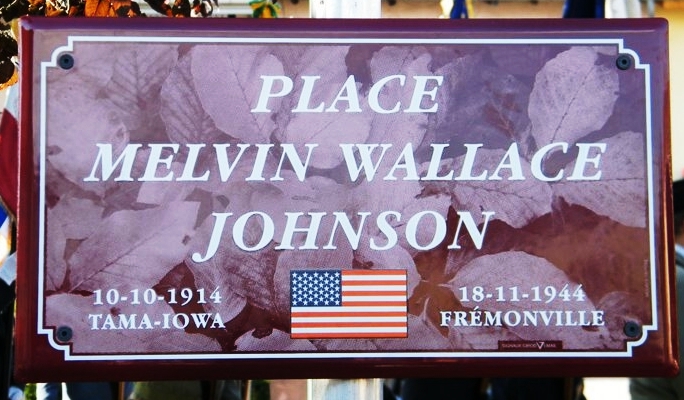 PLACE
MELVIN WALLACE
JOHNSON
10-10-1914
TAMA-IOWA
18-11-1944
FRÉMONVILLE